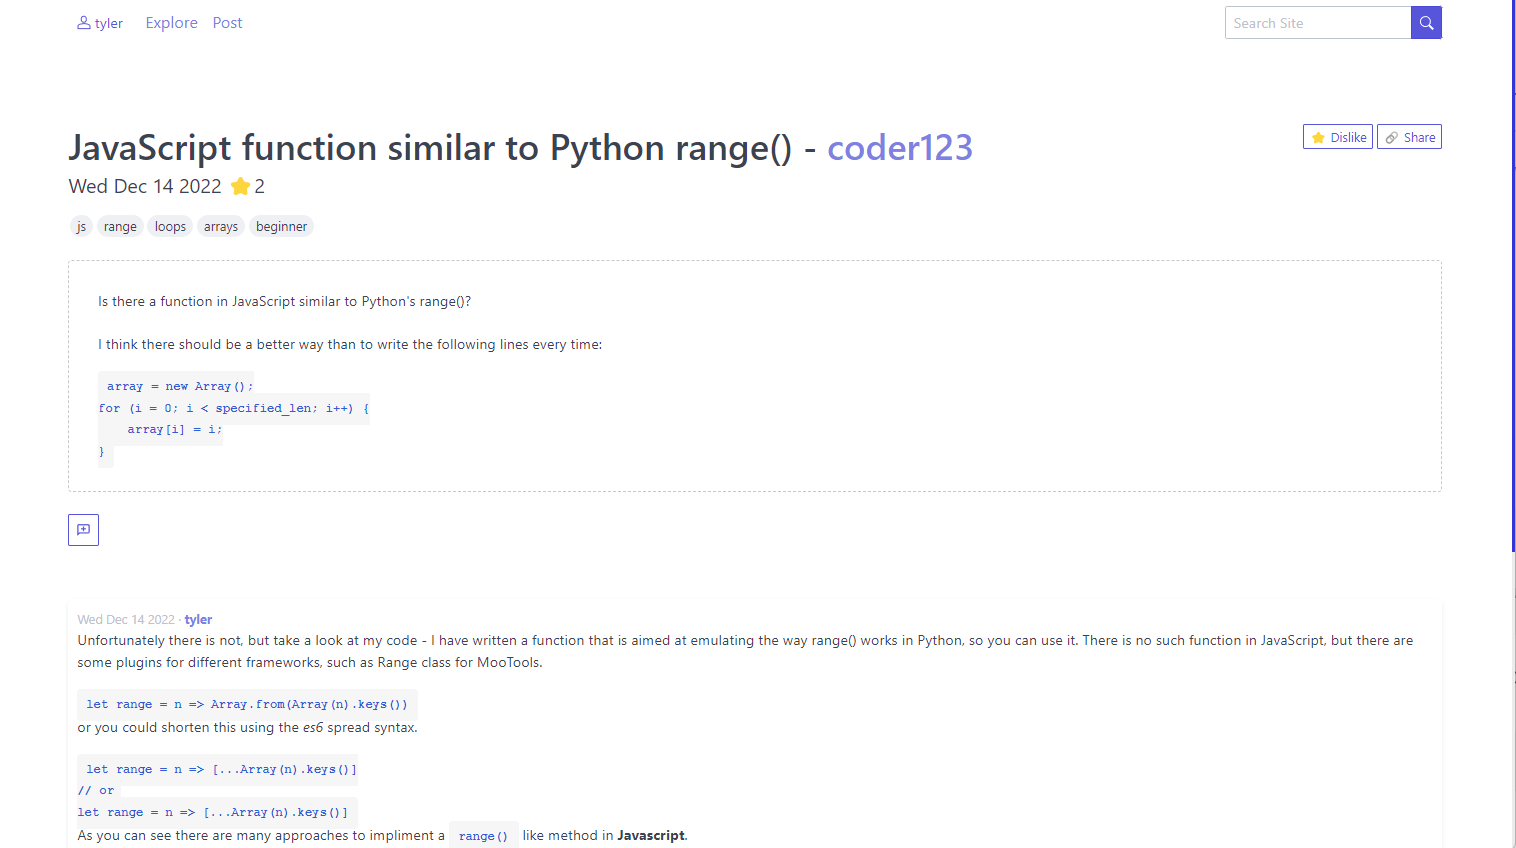 tyler Explore Post Search Site
JavaScript function similar to Python range() - coder123
Dislike Share
Wed Dec 14 2022 2
js range loops arrays beginner
Is there a function in JavaScript similar to Python's range()?
I think there should be a better way than to write the following lines every time:
array = new Array();
for (i = 0; i < specified_len; i++) {
    array[i] = i;
}
Wed Dec 14 2022 · tyler
Unfortunately there is not, but take a look at my code - I have written a function that is aimed at emulating the way range() works in Python, so you can use it. There is no such function in JavaScript, but there are
some plugins for different frameworks, such as Range class for MooTools.
let range = n => Array.from(Array(n).keys())
or you could shorten this using the es6 spread syntax.
let range = n => [...Array(n).keys()]
// or
let range = n => [...Array(n).keys()]
As you can see there are many approaches to impliment a range() like method in Javascript.